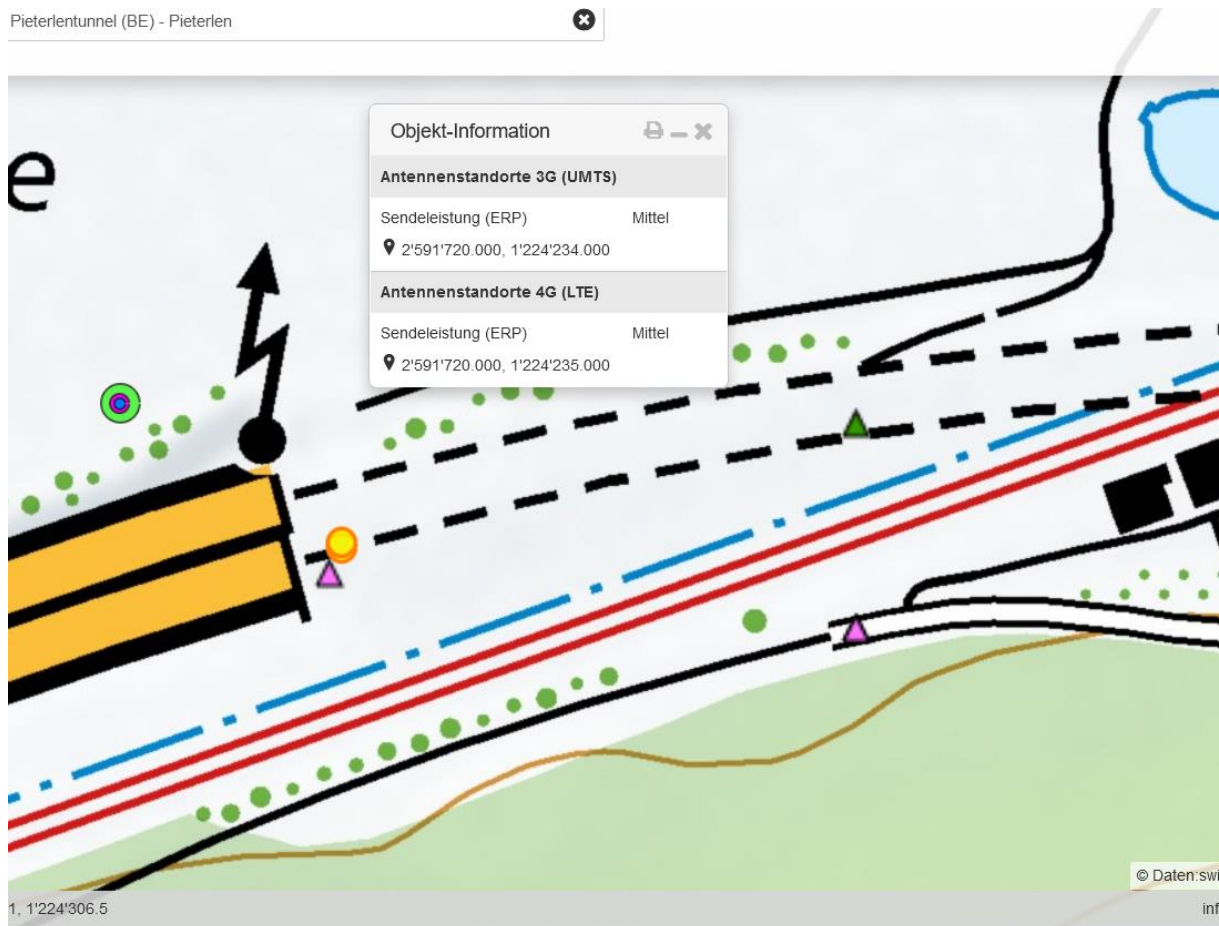 Pieterlentunnel (BE) - Pieterlen
Objekt-Information
e
Antennenstandorte 3G (UMTS)
Sendeleistung (ERP) Mittel
2'591'720.000, 1'224'234.000
Antennenstandorte 4G (LTE)
Sendeleistung (ERP) Mittel
2'591'720.000, 1'224'235.000
© Daten:swi
1, 1'224'306.5
inf